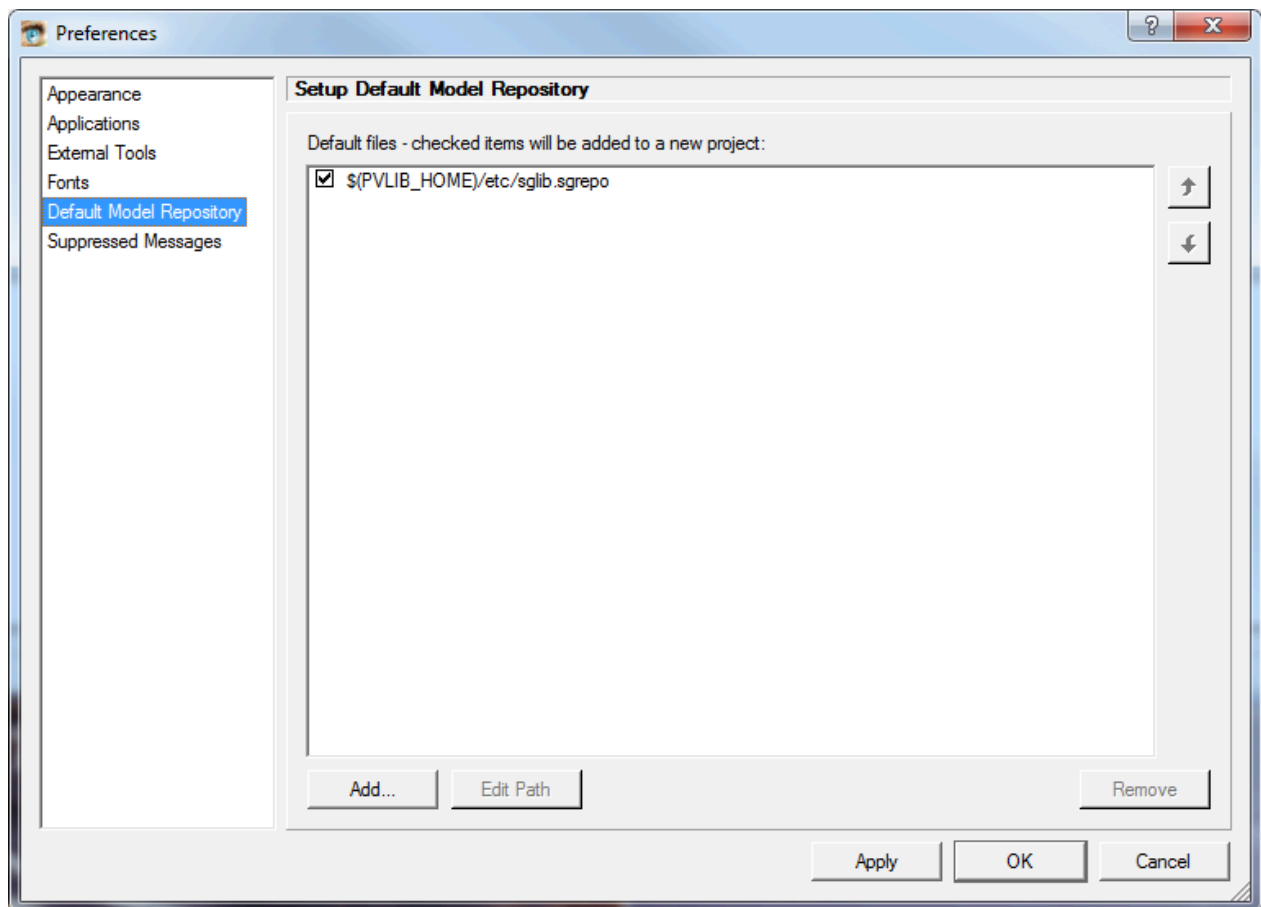 Preferences
Appearance
Applications
External Tools
Fonts
Default Model Repository
Suppressed Messages
Setup Default Model Repository
Default files - checked items will be added to a new project:
$(PVLIB_HOME)/etc/sglib.sgrepo
Add...
Edit Path
Remove
Apply
OK
Cancel